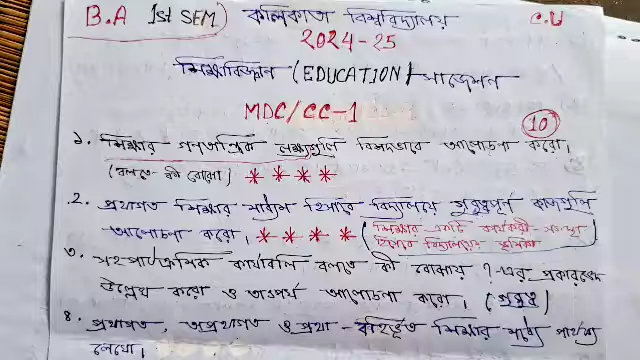 B.A 1st SEM) কলিকাতা বিশ্ববিদ্যালয় C.U
2024-25
শিক্ষাবিজ্ঞান (EDUCATION) সাজেশন
MDC/CC-1
10
১. শিক্ষার গণতান্ত্রিক লক্ষ্যগুলি বিশদভাবে আলোচনা করো।
(বলতে কী বোঝো) ****
২. প্রথাগত শিক্ষার মাধ্যম হিসাবে বিদ্যালয়ে গুরুত্বপূর্ণ কাজগুলি
আলোচনা করো। **** (শিক্ষার একটি কার্যকরী সংস্থা
হিসাবে বিদ্যালয়ের ভূমিকা
৩. সহপাঠক্রমিক কার্যাবলি বলতে কী বোঝায়? এর প্রকারভেদ
উল্লেখ করো ও তাৎপর্য আলোচনা করো। (গুরুত্ব)
৪. প্রথাগত, অপ্রথাগত ও প্রথা-বহির্ভূত শিক্ষার মধ্যে পার্থক্য
লেখো।